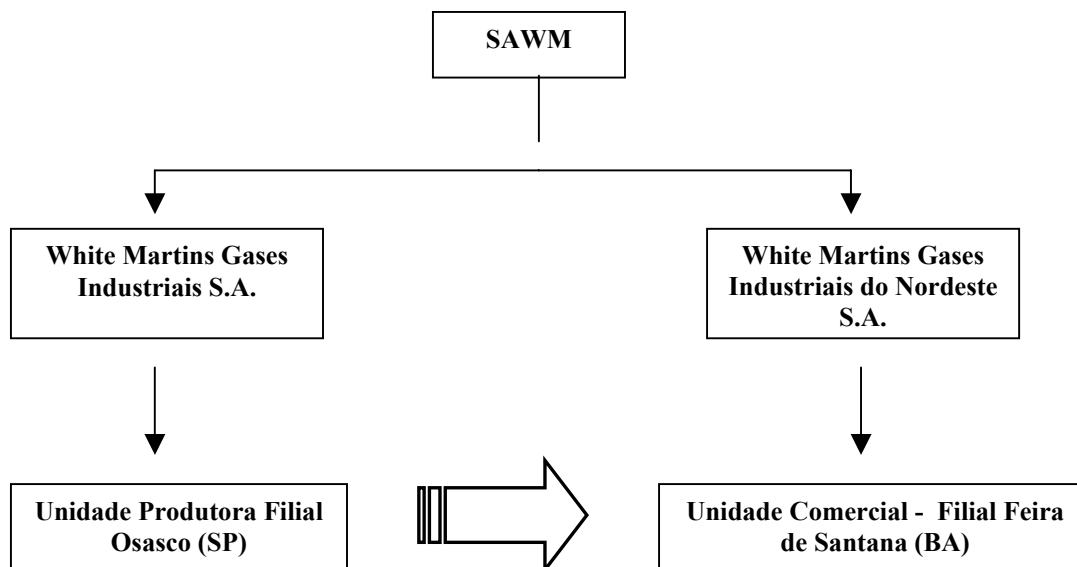 SAWM
White Martins Gases
Industriais S.A.
White Martins Gases
Industriais do Nordeste
S.A.
Unidade Produtora Filial
Osasco (SP)
Unidade Comercial - Filial Feira
de Santana (BA)